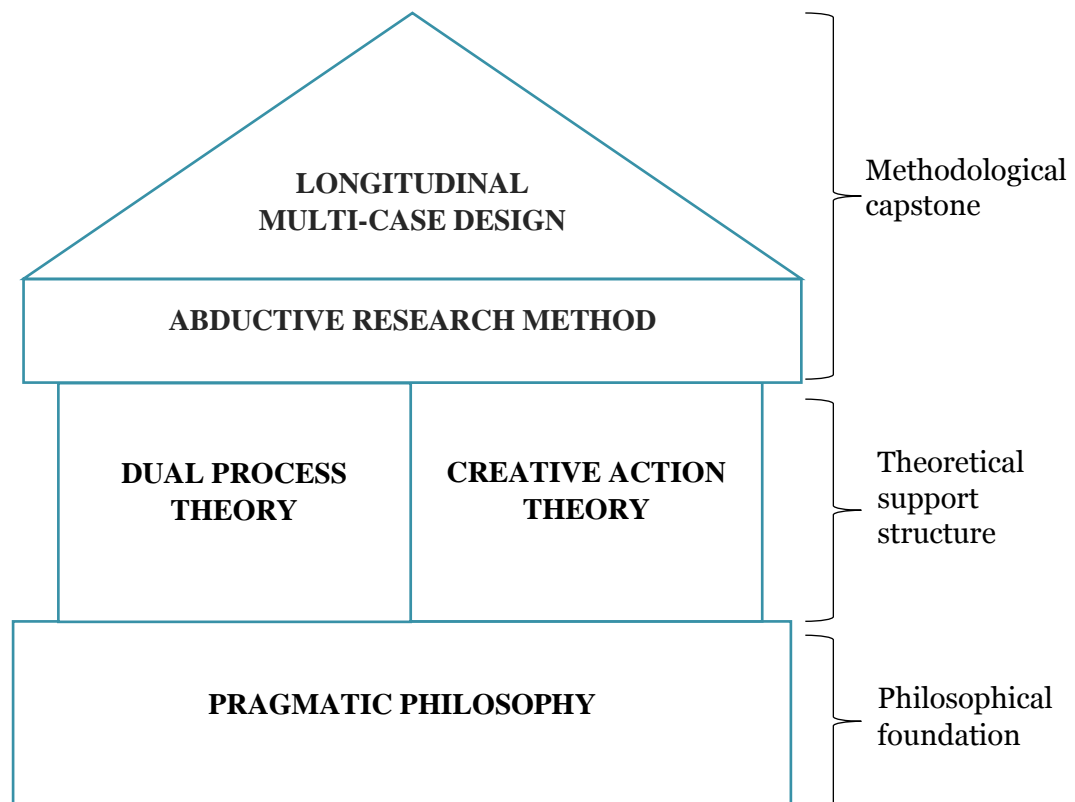 LONGITUDINAL
MULTI-CASE DESIGN
Methodological
capstone
ABDUCTIVE RESEARCH METHOD
DUAL PROCESS
THEORY
CREATIVE ACTION
THEORY
Theoretical
support
structure
PRAGMATIC PHILOSOPHY
Philosophical
foundation